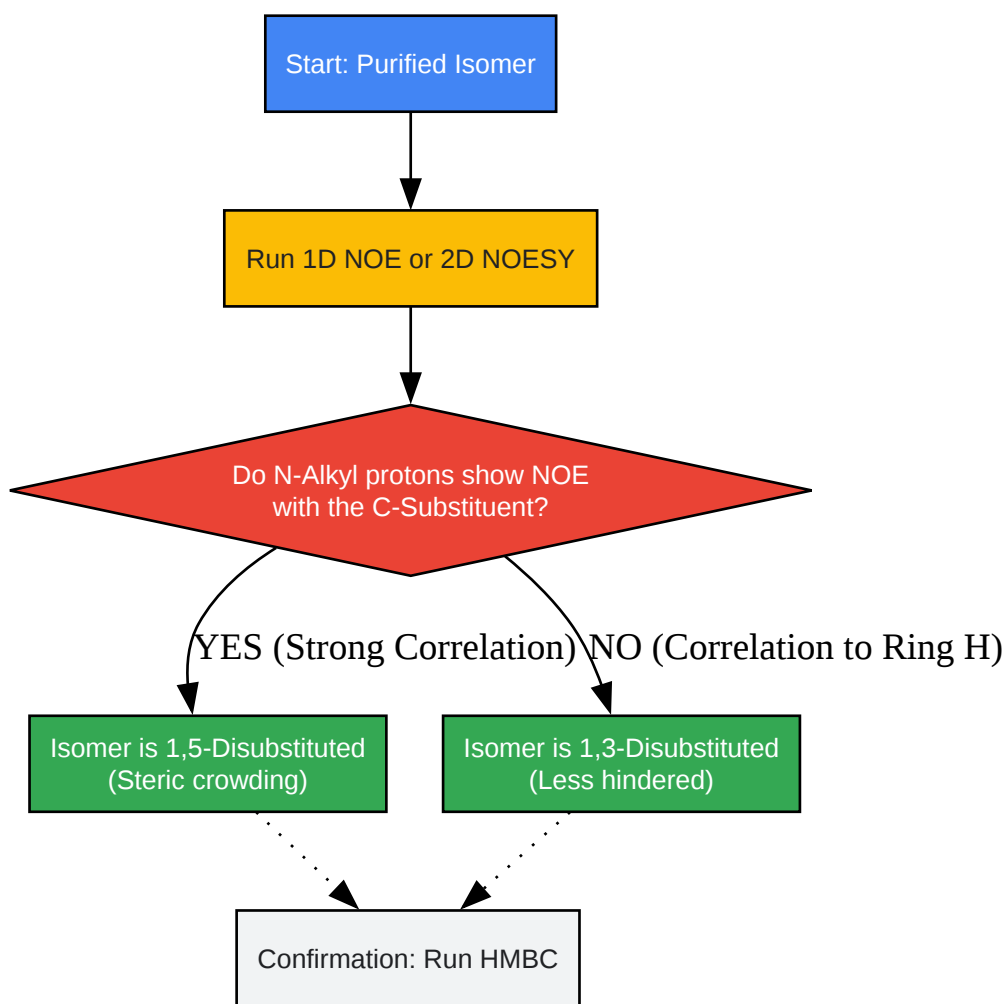 Start: Purified Isomer
Run 1D NOE or 2D NOESY
Do N-Alkyl protons show NOE
with the C-Substituent?
YES (Strong Correlation)
NO (Correlation to Ring H)
Isomer is 1,5-Disubstituted
(Steric crowding)
Isomer is 1,3-Disubstituted
(Less hindered)
Confirmation: Run HMBC